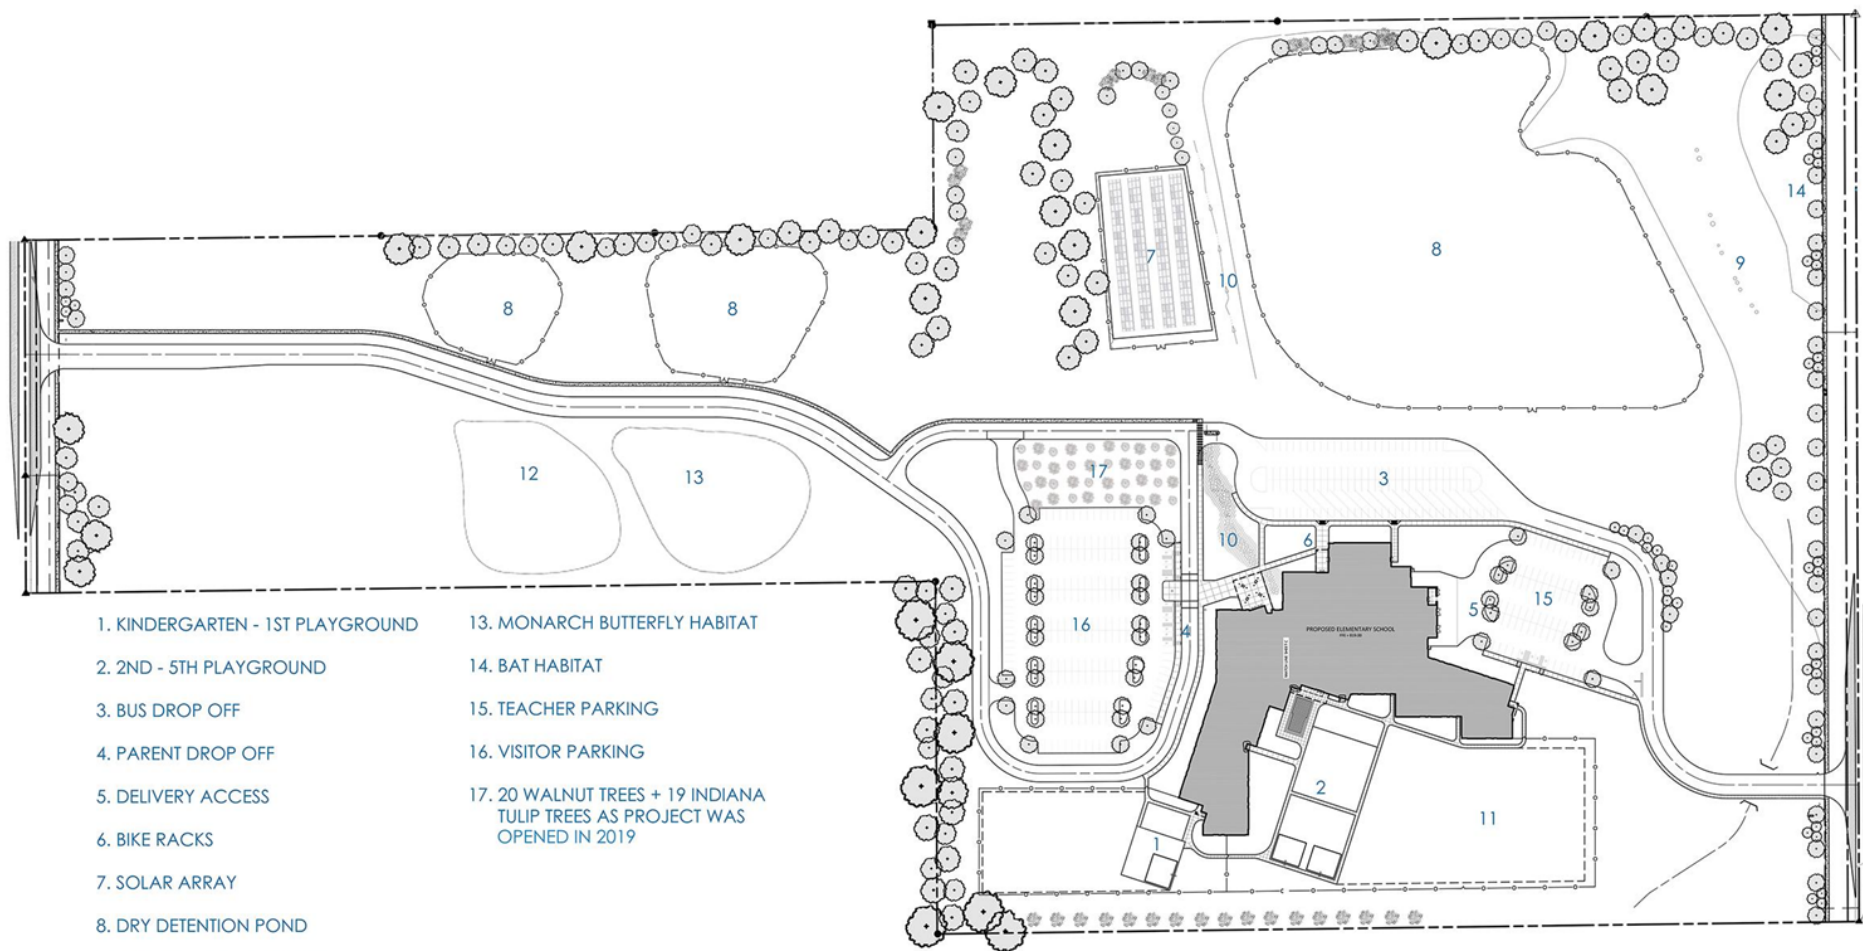 8
14
7
8
9
10
8
8
12
13
17
3
10
6
15
5
16
4
PROPOSED ELEMENTARY SCHOOL
2
11
1
1. KINDERGARTEN - 1ST PLAYGROUND
2. 2ND - 5TH PLAYGROUND
3. BUS DROP OFF
4. PARENT DROP OFF
5. DELIVERY ACCESS
6. BIKE RACKS
7. SOLAR ARRAY
8. DRY DETENTION POND
13. MONARCH BUTTERFLY HABITAT
14. BAT HABITAT
15. TEACHER PARKING
16. VISITOR PARKING
17. 20 WALNUT TREES + 19 INDIANA
TULIP TREES AS PROJECT WAS
OPENED IN 2019